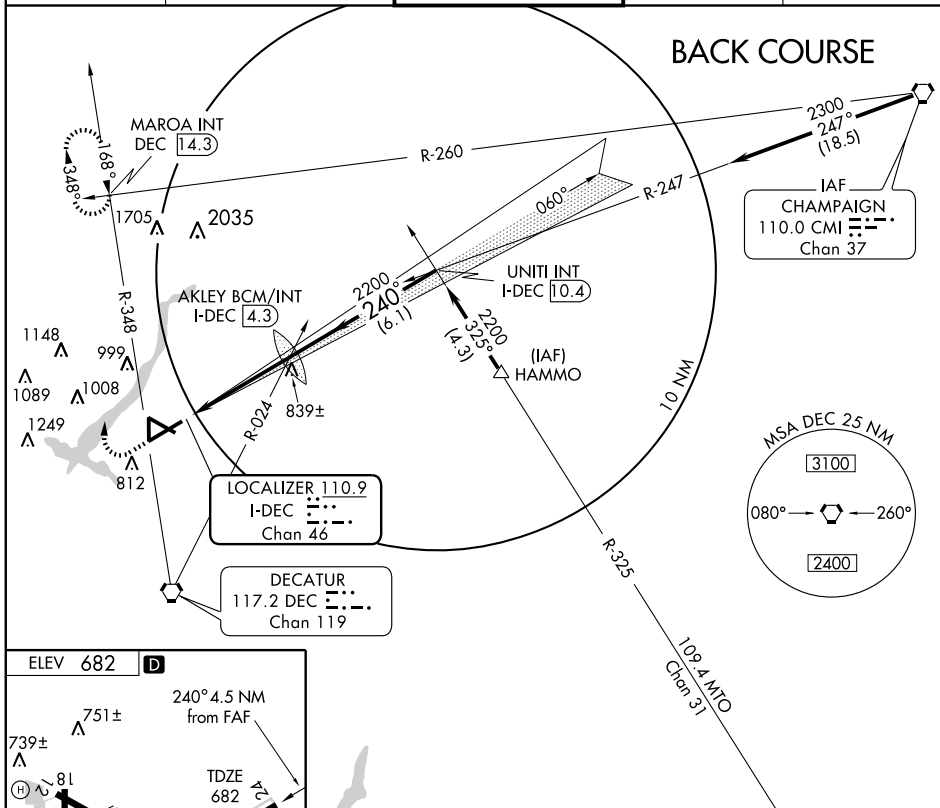 BACK COURSE
MAROA INT
DEC 14.3
168°
348°
R-260
2300
247°
(18.5)
R-247
060°
IAF
CHAMPAIGN
110.0 CMI
Chan 37
1705
2035
UNITI INT
I-DEC 10.4
AKLEY BCM/INT
I-DEC 4.3
2200
240°
(6.1)
2200
325°
(4.3)
(IAF)
HAMMO
R-348
1148
999
1089
1008
1249
839±
R-024
10 NM
812
LOCALIZER 110.9
I-DEC
Chan 46
MSA DEC 25 NM
3100
080°
260°
2400
DECATUR
117.2 DEC
Chan 119
R-325
109.4 MTO
Chan 31
ELEV 682 D
240° 4.5 NM
from FAF
751±
739±
TDZE
682
H
12
18
24